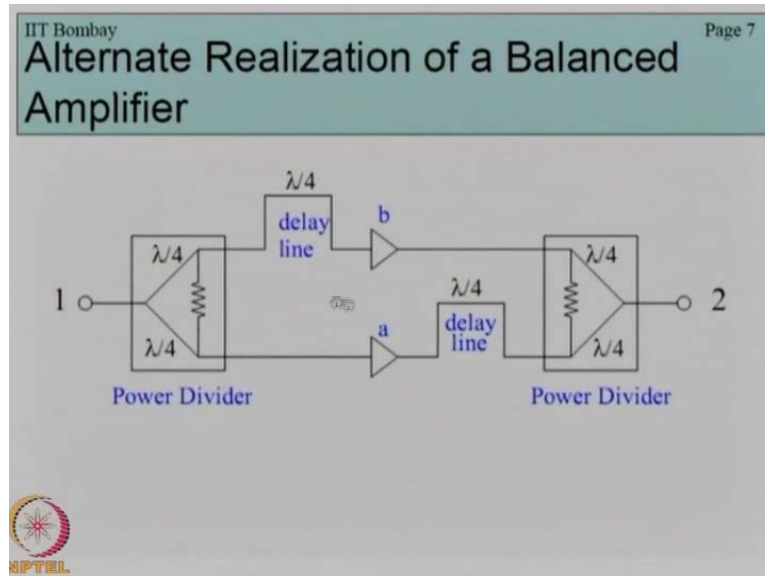 IIT Bombay
Page 7
Alternate Realization of a Balanced
Amplifier
λ/4
delay
line
b
λ/4
λ/4
1
2
λ/4
delay
line
a
λ/4
λ/4
Power Divider
Power Divider
NPTEL